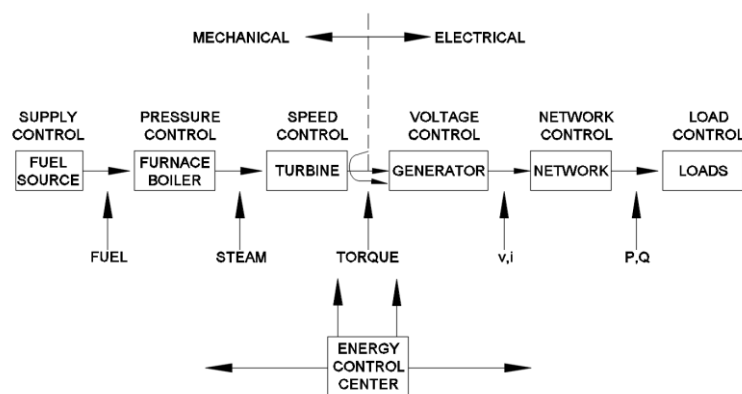 MECHANICAL ELECTRICAL
SUPPLY PRESSURE SPEED VOLTAGE NETWORK LOAD
CONTROL CONTROL CONTROL CONTROL CONTROL CONTROL
FUEL SOURCE
FURNACE BOILER
TURBINE
GENERATOR
NETWORK
LOADS
FUEL STEAM TORQUE v,i P,Q
ENERGY
CONTROL
CENTER